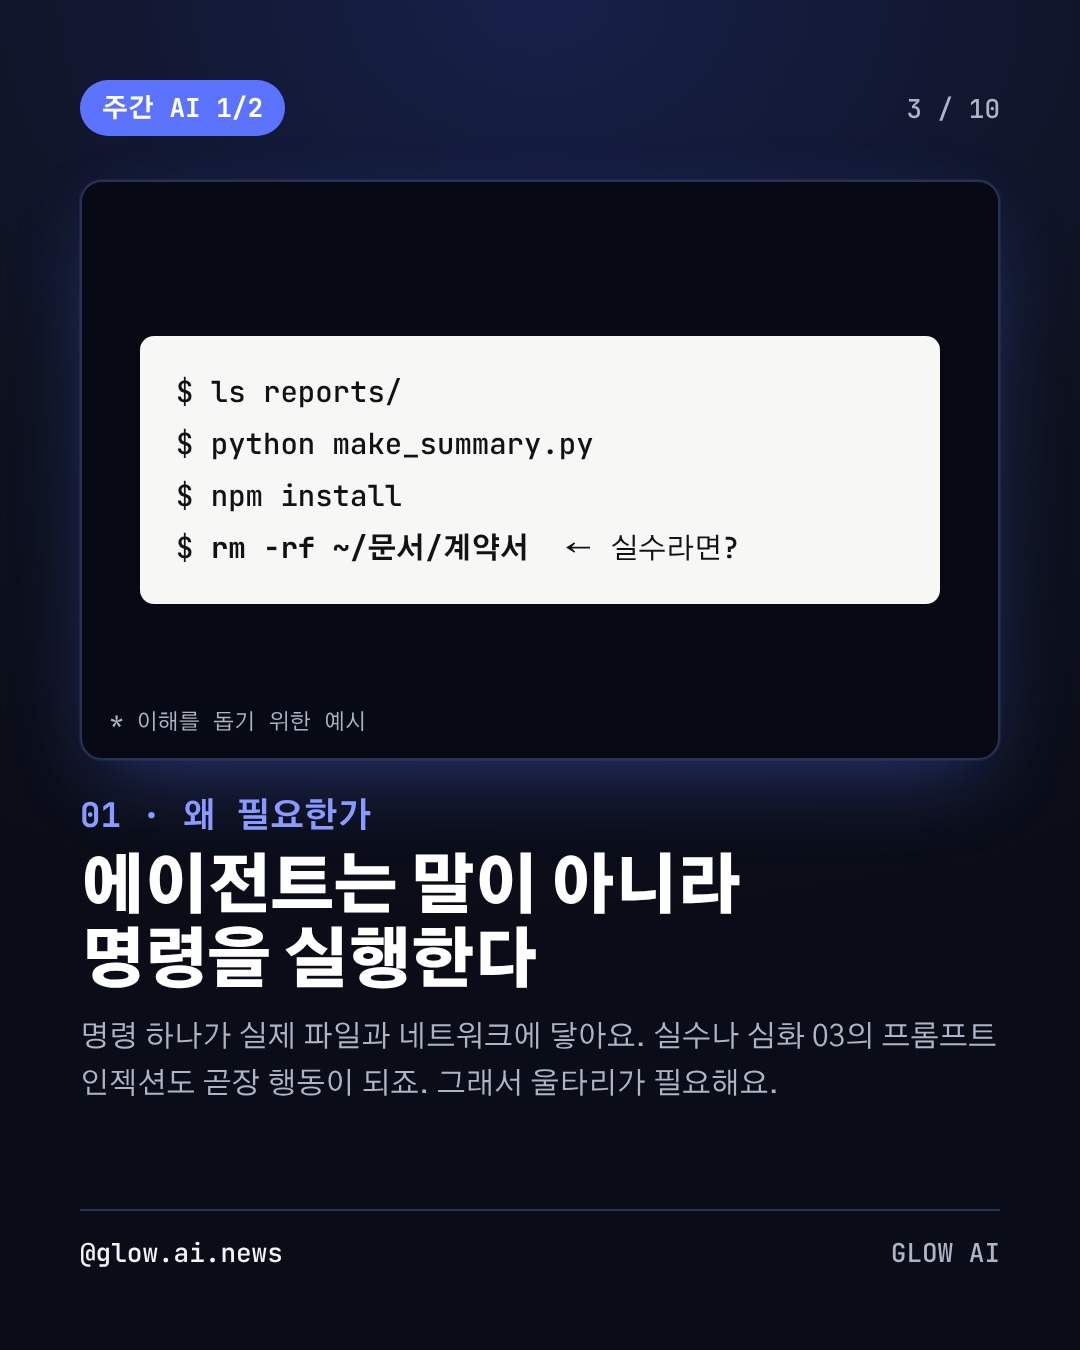 주간 AI 1/2
3 / 10
$ ls reports/
$ python make_summary.py
$ npm install
$ rm -rf ~/문서/계약서 ← 실수라면?
* 이해를 돕기 위한 예시
01 · 왜 필요한가
에이전트는 말이 아니라
명령을 실행한다
명령 하나가 실제 파일과 네트워크에 닿아요. 실수나 심화 03의 프롬프트
인젝션도 곧장 행동이 되죠. 그래서 울타리가 필요해요.
@glow.ai.news
GLOW AI